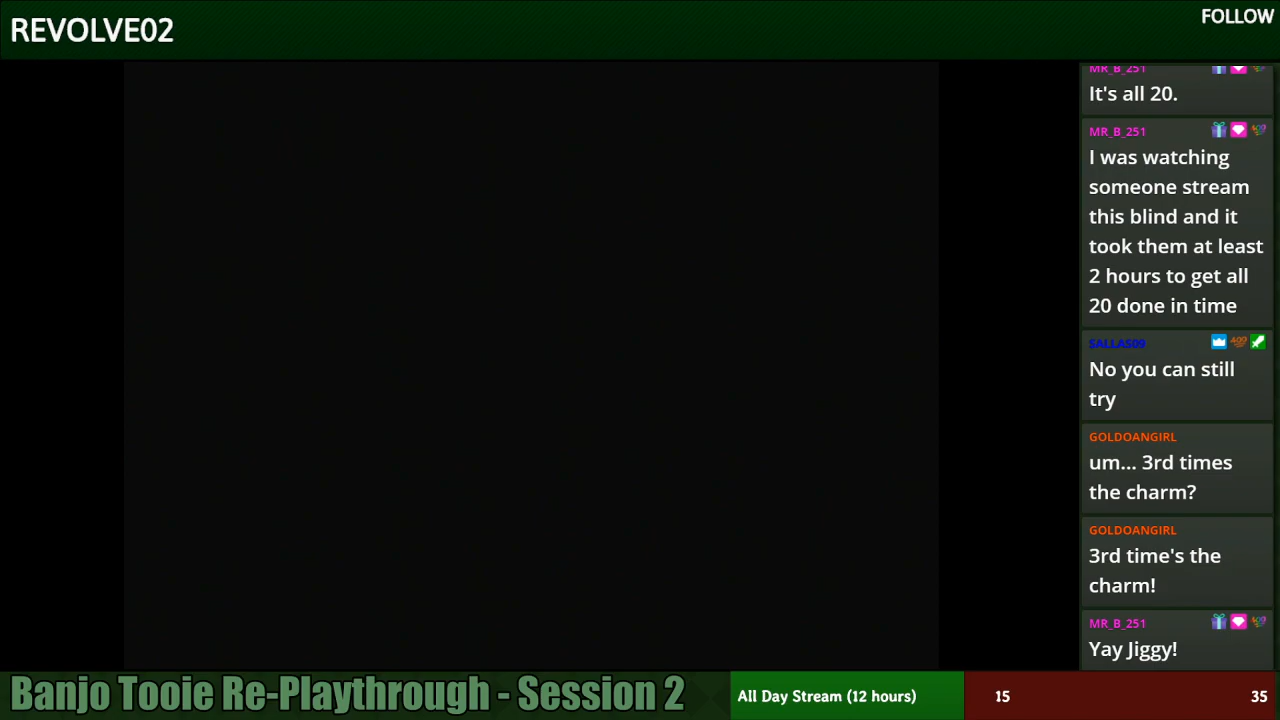 REVOLVE02
FOLLOW
MR_B_251
It's all 20.
MR_B_251
I was watching
someone stream
this blind and it
took them at least
2 hours to get all
20 done in time
SALLAS09
No you can still
try
GOLDOANGIRL
um... 3rd times
the charm?
GOLDOANGIRL
3rd time's the
charm!
MR_B_251
Yay Jiggy!
Banjo Tooie Re-Playthrough - Session 2
All Day Stream (12 hours)
15
35